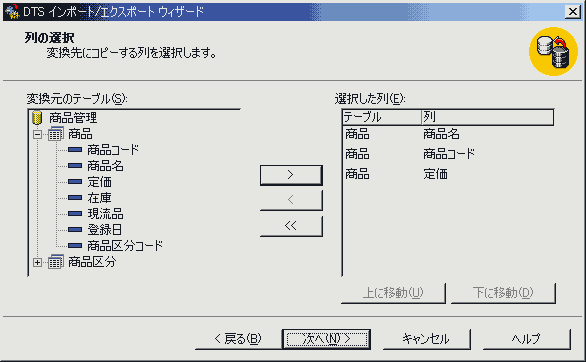 DTS インポート/エクスポート ウィザード
列の選択
変換先にコピーする列を選択します。
変換元のテーブル(S):
商品管理
商品
商品コード
商品名
定価
在庫
現流品
登録日
商品区分コード
商品区分
>
<
<<
選択した列(E):
テーブル 列
商品 商品名
商品 商品コード
商品 定価
上に移動(U) 下に移動(D)
< 戻る(B) 次へ(N) > キャンセル ヘルプ